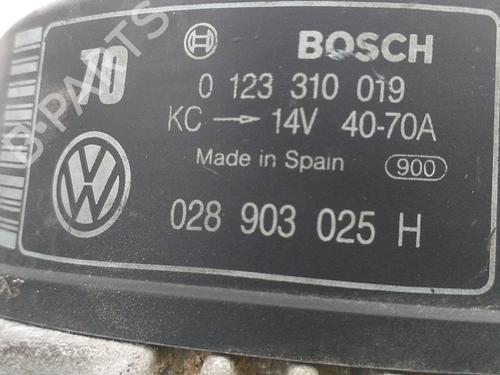 70
BOSCH
0 123 310 019
KC → 14V 40-70A
Made in Spain 900
028 903 025 H
B-PARTS